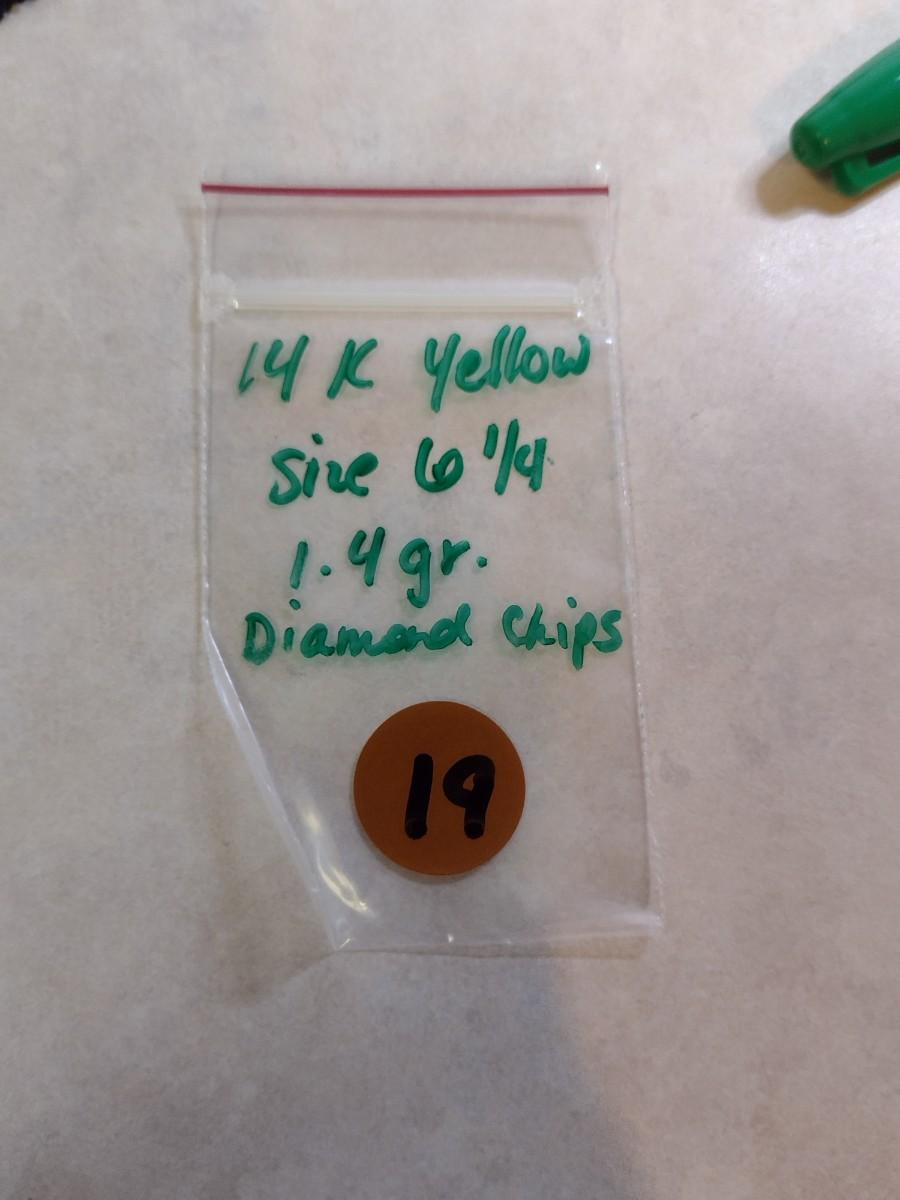 14 K Yellow
Size 6 1/4
1.4 gr.
Diamond Chips
19